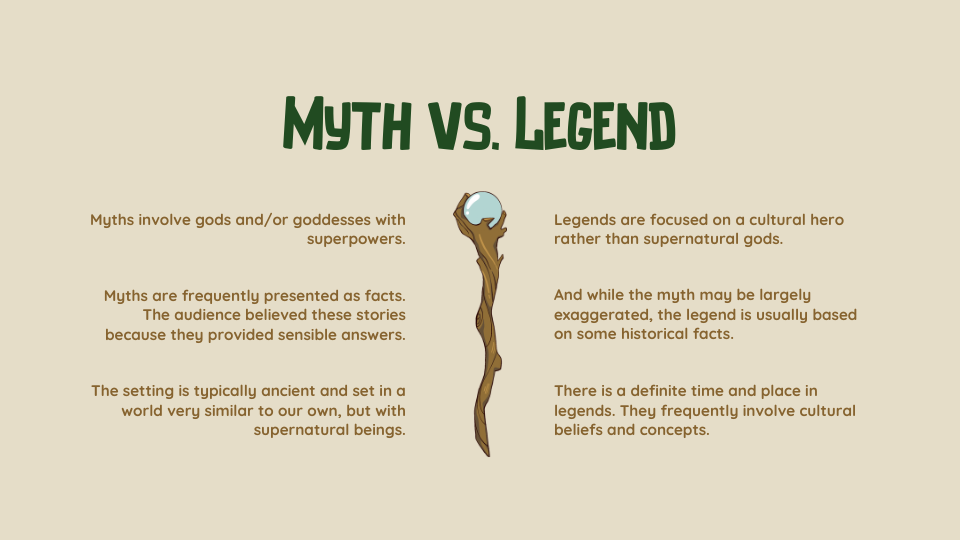 Myth vs. Legend
Myths involve gods and/or goddesses with
superpowers.
Myths are frequently presented as facts.
The audience believed these stories
because they provided sensible answers.
The setting is typically ancient and set in a
world very similar to our own, but with
supernatural beings.
Legends are focused on a cultural hero
rather than supernatural gods.
And while the myth may be largely
exaggerated, the legend is usually based
on some historical facts.
There is a definite time and place in
legends. They frequently involve cultural
beliefs and concepts.